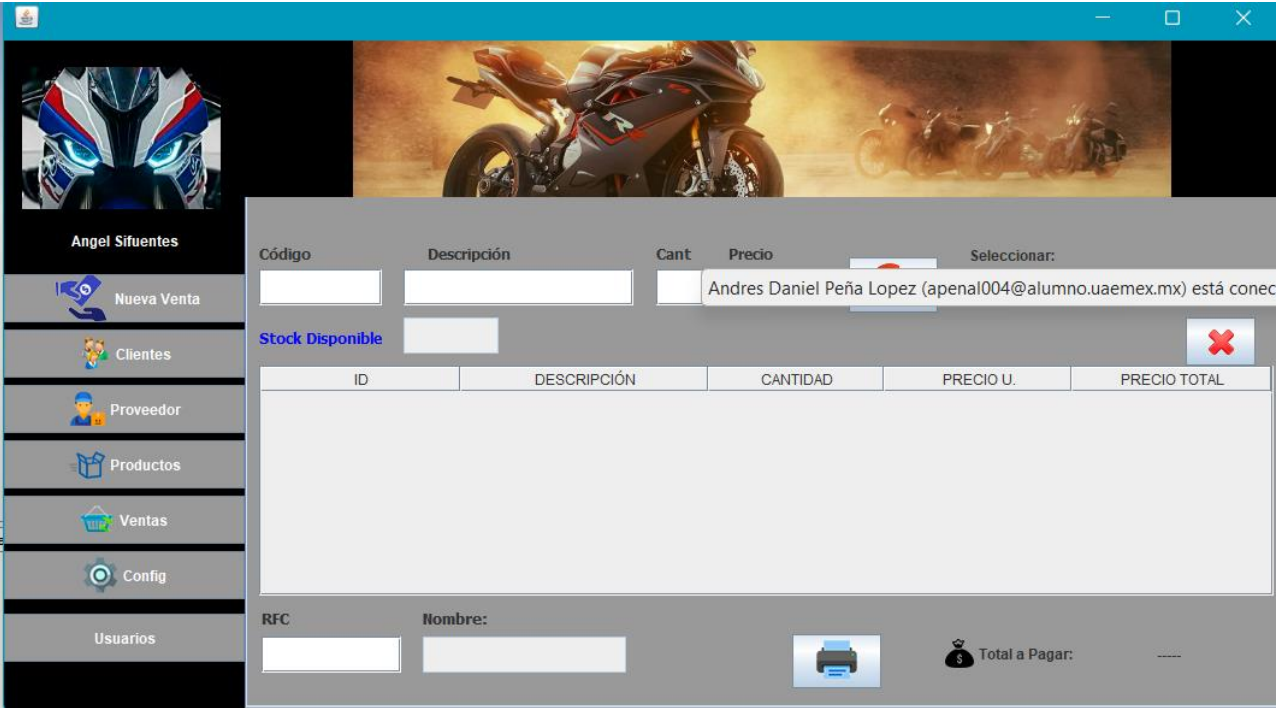 Angel Sifuentes
Nueva Venta
Clientes
Proveedor
Productos
Ventas
Config
Usuarios
Código Descripción Cant Precio Seleccionar:
Andres Daniel Peña Lopez (apenal004@alumno.uaemex.mx) está conec
Stock Disponible
ID DESCRIPCIÓN CANTIDAD PRECIO U. PRECIO TOTAL
RFC Nombre:
Total a Pagar: -----